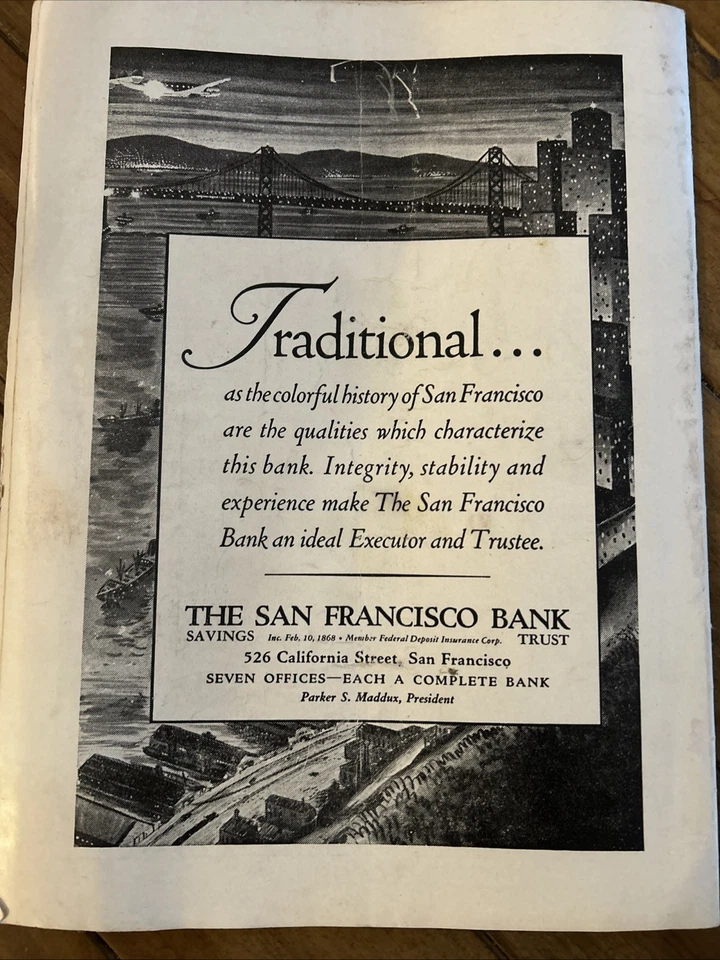 Traditional...
as the colorful history of San Francisco
are the qualities which characterize
this bank. Integrity, stability and
experience make The San Francisco
Bank an ideal Executor and Trustee.
THE SAN FRANCISCO BANK
SAVINGS Inc. Feb. 10, 1868 • Member Federal Deposit Insurance Corp. TRUST
526 California Street, San Francisco
SEVEN OFFICES—EACH A COMPLETE BANK
Parker S. Maddux, President